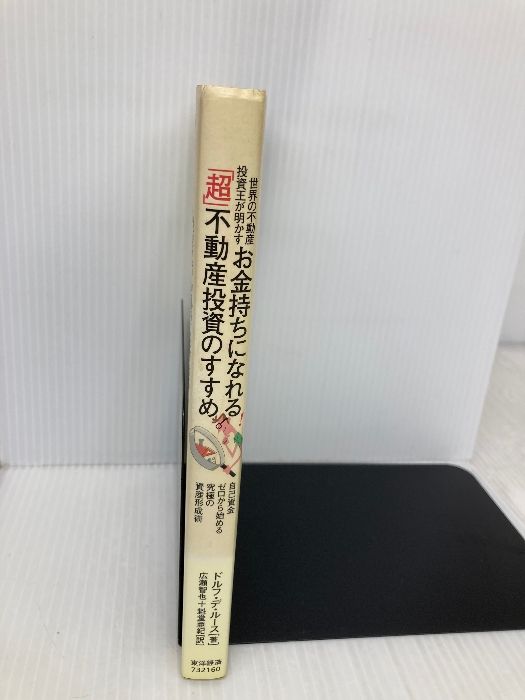 世界の不動産
投資王が明かす
お金持ちになれる!
「超」不動産投資のすすめ
自己資金
ゼロから始める
究極の
資産形成術
ドルフ・デ・ルース[著]
広瀬智也+井堂亜紀[訳]
東洋経済
732160